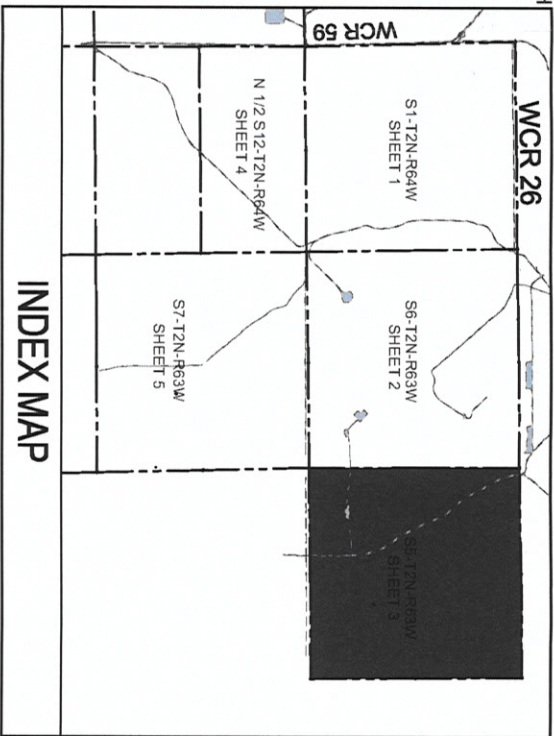 WCR 59
WCR 26
S1-T2N-R64W
SHEET 1
N 1/2 S12-T2N-R64W
SHEET 4
S6-T2N-R63W
SHEET 2
S7-T2N-R63W
SHEET 5
S5-T2N-R63W
SHEET 3
INDEX MAP